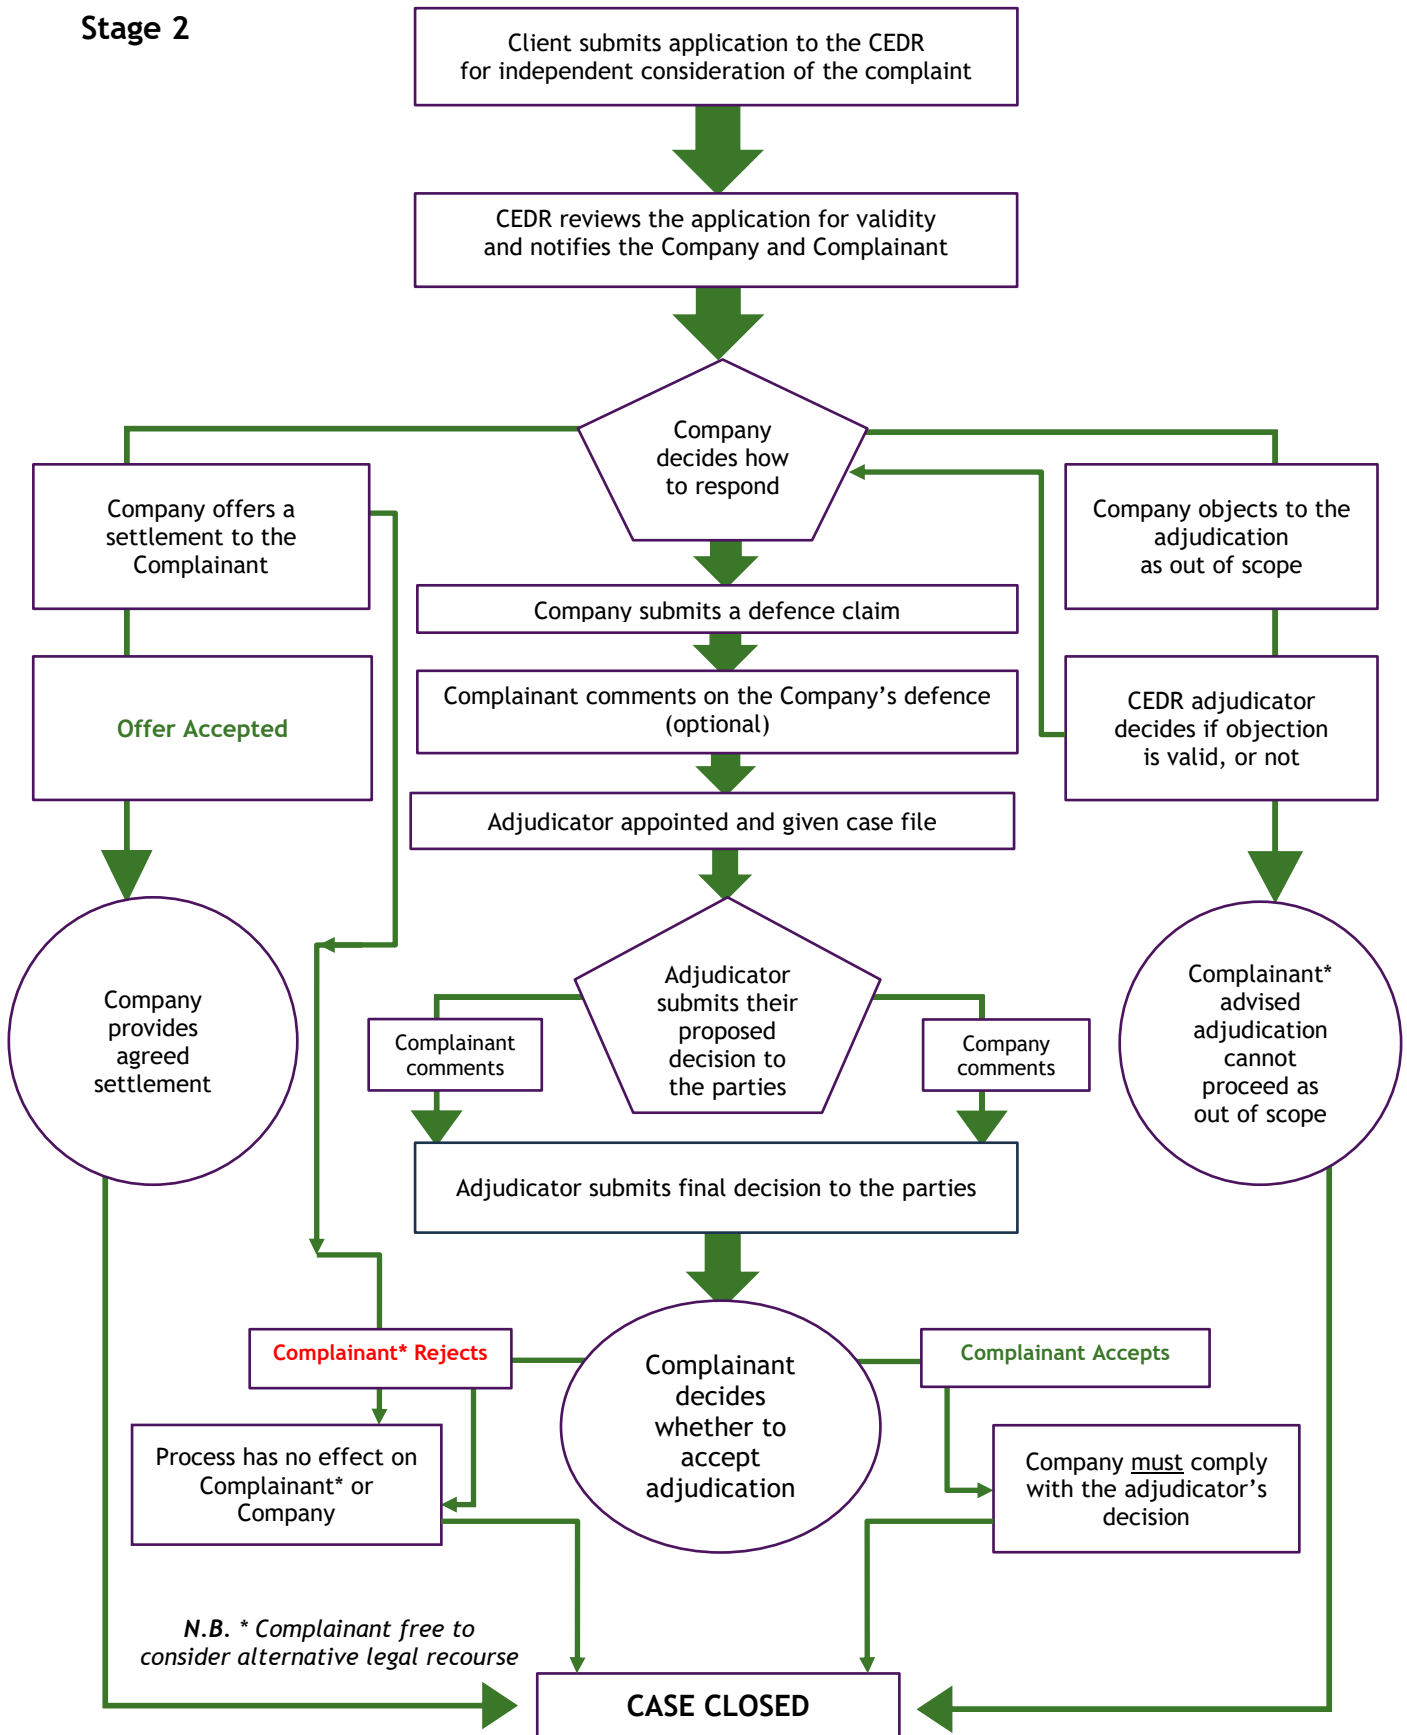 Stage 2
Client submits application to the CEDR
for independent consideration of the complaint
CEDR reviews the application for validity
and notifies the Company and Complainant
Company
decides how
to respond
Company offers a
settlement to the
Complainant
Company objects to the
adjudication
as out of scope
Company submits a defence claim
Complainant comments on the Company’s defence
(optional)
Offer Accepted
CEDR adjudicator
decides if objection
is valid, or not
Adjudicator appointed and given case file
Company
provides
agreed
settlement
Adjudicator
submits their
proposed
decision to
the parties
Complainant
comments
Company
comments
Complainant*
advised
adjudication
cannot
proceed as
out of scope
Adjudicator submits final decision to the parties
Complainant* Rejects
Complainant
decides
whether to
accept
adjudication
Complainant Accepts
Process has no effect on
Complainant* or
Company
Company must comply
with the adjudicator’s
decision
N.B. * Complainant free to
consider alternative legal recourse
CASE CLOSED